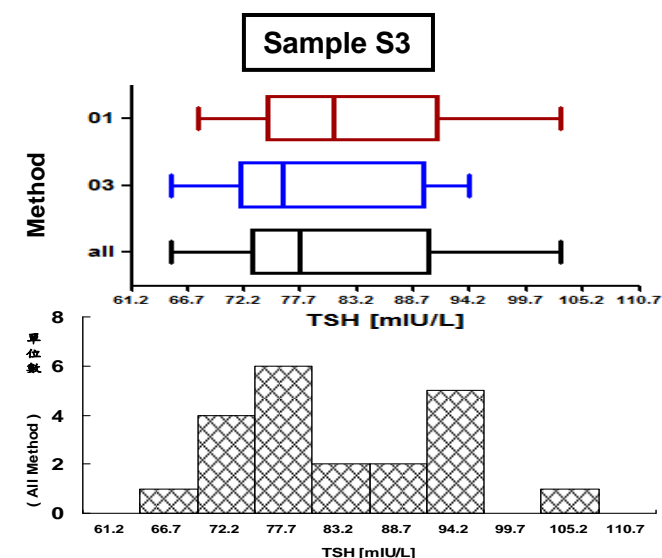 Sample S3
Method
01
03
all
61.2 66.7 72.2 77.7 83.2 88.7 94.2 99.7 105.2 110.7
TSH [mIU/L]
單位數
( All Method )
8
6
4
2
0
61.2 66.7 72.2 77.7 83.2 88.7 94.2 99.7 105.2 110.7
TSH [mIU/L]